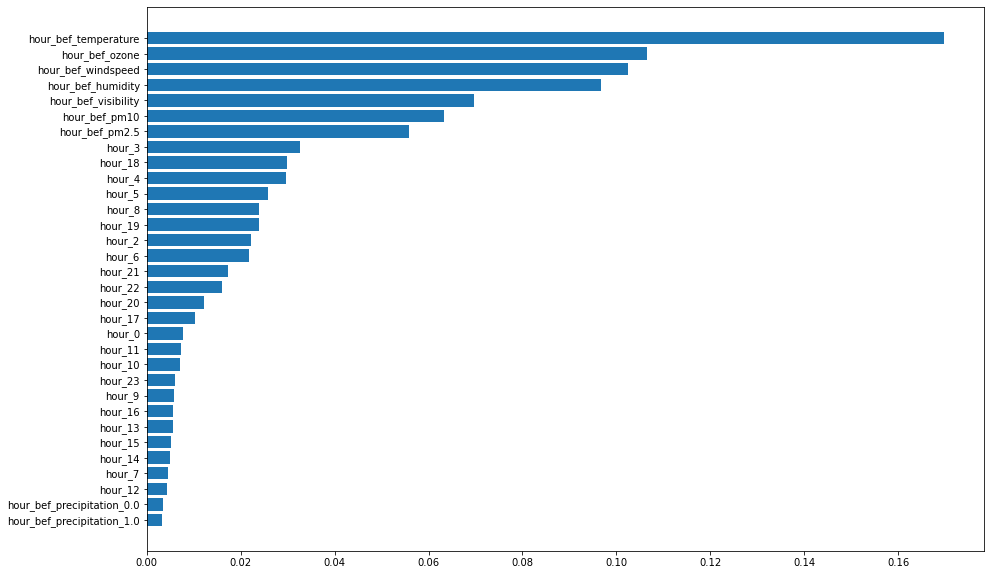 hour_bef_temperature
hour_bef_ozone
hour_bef_windspeed
hour_bef_humidity
hour_bef_visibility
hour_bef_pm10
hour_bef_pm2.5
hour_3
hour_18
hour_4
hour_5
hour_8
hour_19
hour_2
hour_6
hour_21
hour_22
hour_20
hour_17
hour_0
hour_11
hour_10
hour_23
hour_9
hour_16
hour_13
hour_15
hour_14
hour_7
hour_12
hour_bef_precipitation_0.0
hour_bef_precipitation_1.0
0.00 0.02 0.04 0.06 0.08 0.10 0.12 0.14 0.16